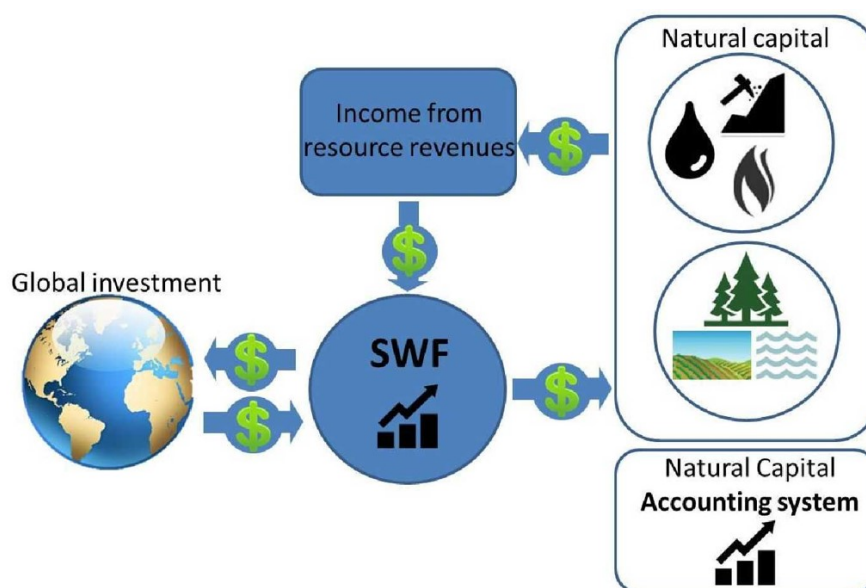 Natural capital
Income from
resource revenues
$
$
Global investment
SWF
$
$
$
Natural Capital
Accounting system